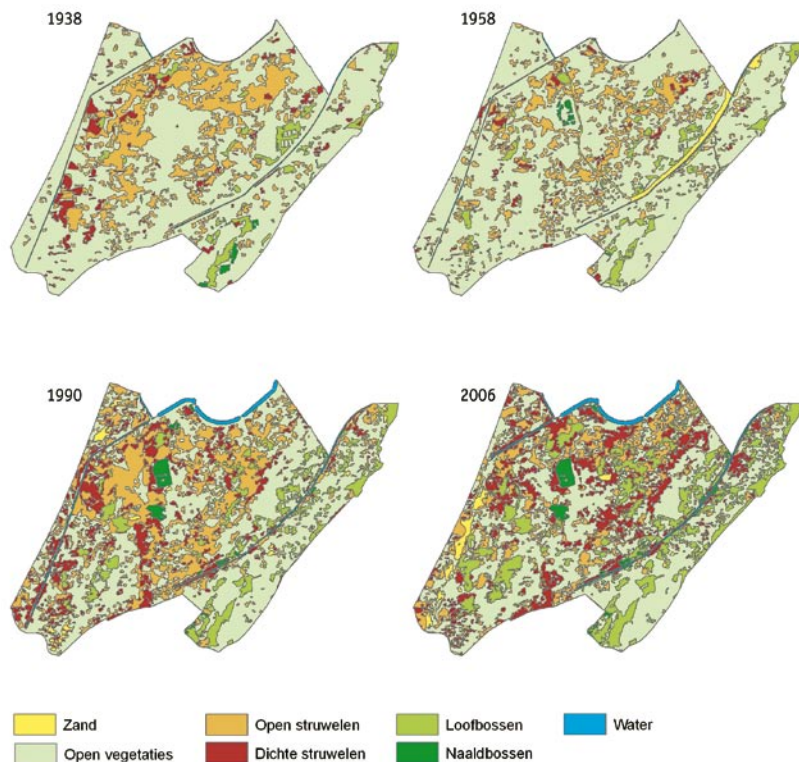 1938
1958
1990
2006
Zand
Open struwelen
Loofbossen
Water
Open vegetaties
Dichte struwelen
Naaldbossen